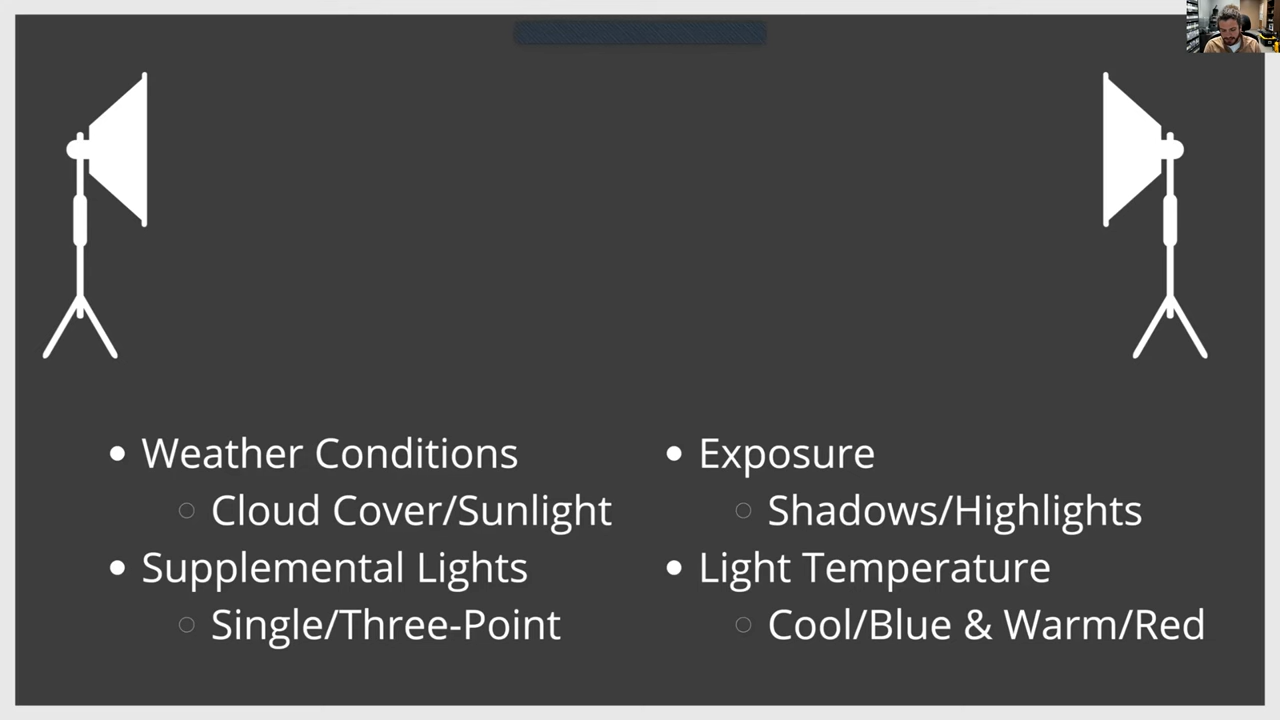 Weather Conditions
Cloud Cover/Sunlight
Supplemental Lights
Single/Three-Point
Exposure
Shadows/Highlights
Light Temperature
Cool/Blue & Warm/Red